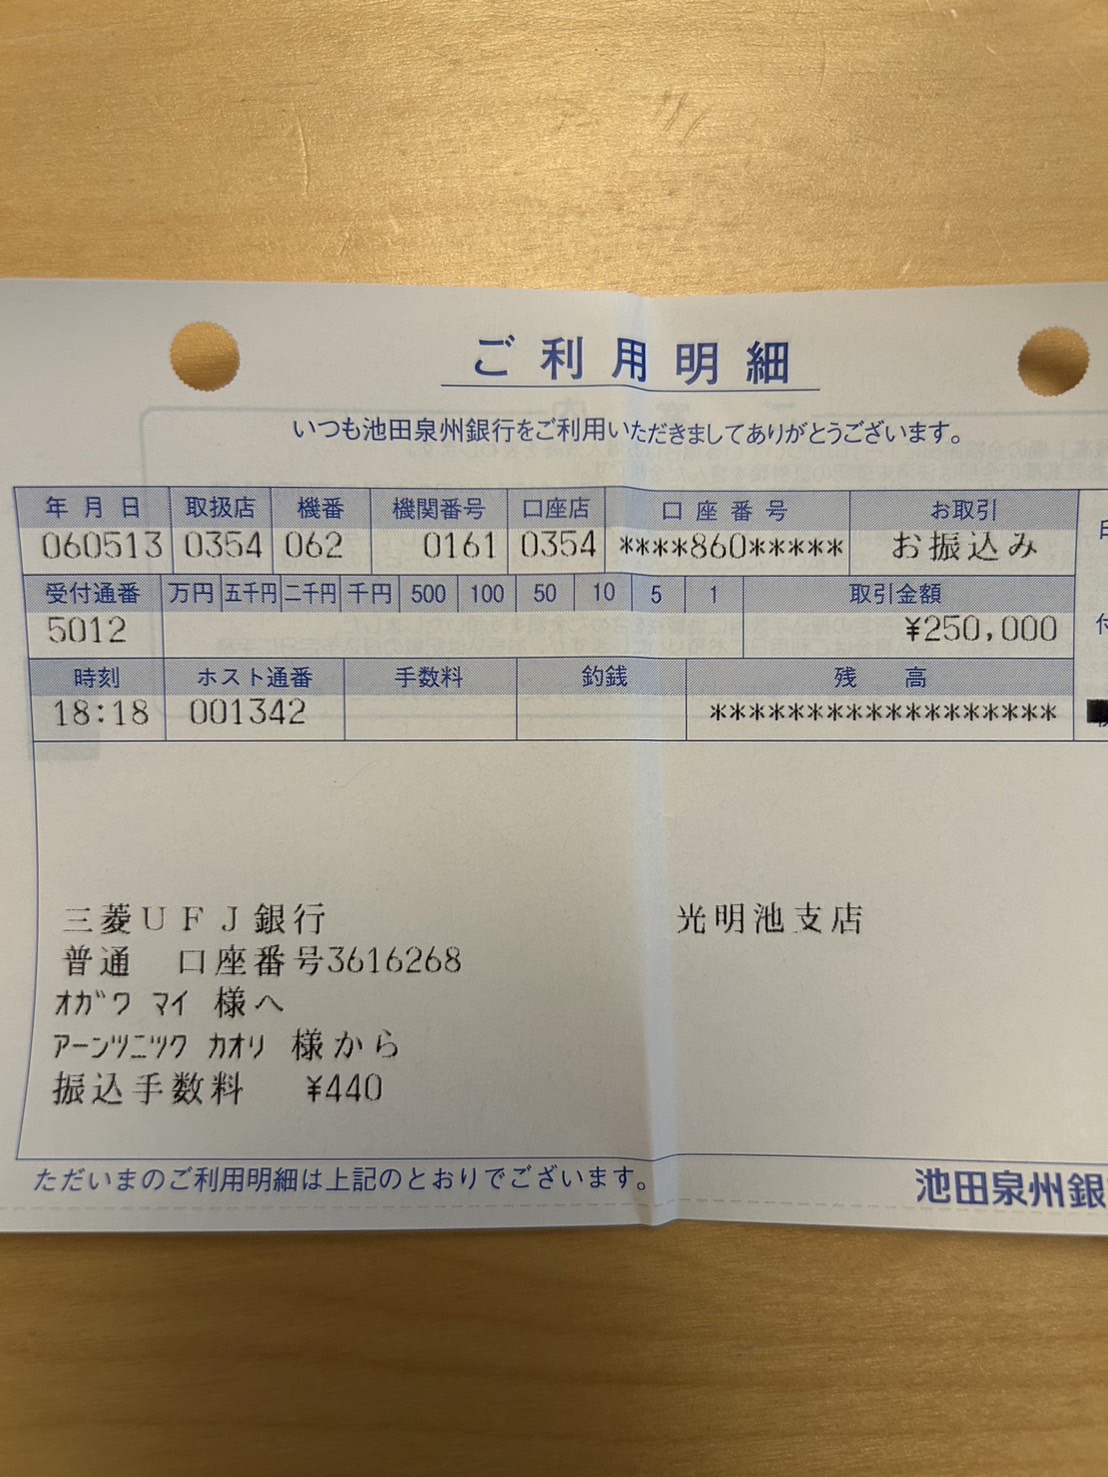 ご利用明細
いつも池田泉州銀行をご利用いただきましてありがとうございます。
年月日 取扱店 機番 機関番号 口座店 口座番号 お取引
060513 0354 062 0161 0354 ****860***** お振込み
受付通番 万円 五千円 二千円 千円 500 100 50 10 5 1 取引金額
5012 ¥250,000
時刻 ホスト通番 手数料 釣銭 残高
18:18 001342 ******************
三菱UFJ銀行 光明池支店
普通 口座番号3616268
オガワ マイ 様へ
アーンツニツク カオリ 様から
振込手数料 ¥440
ただいまのご利用明細は上記のとおりでございます。
池田泉州銀